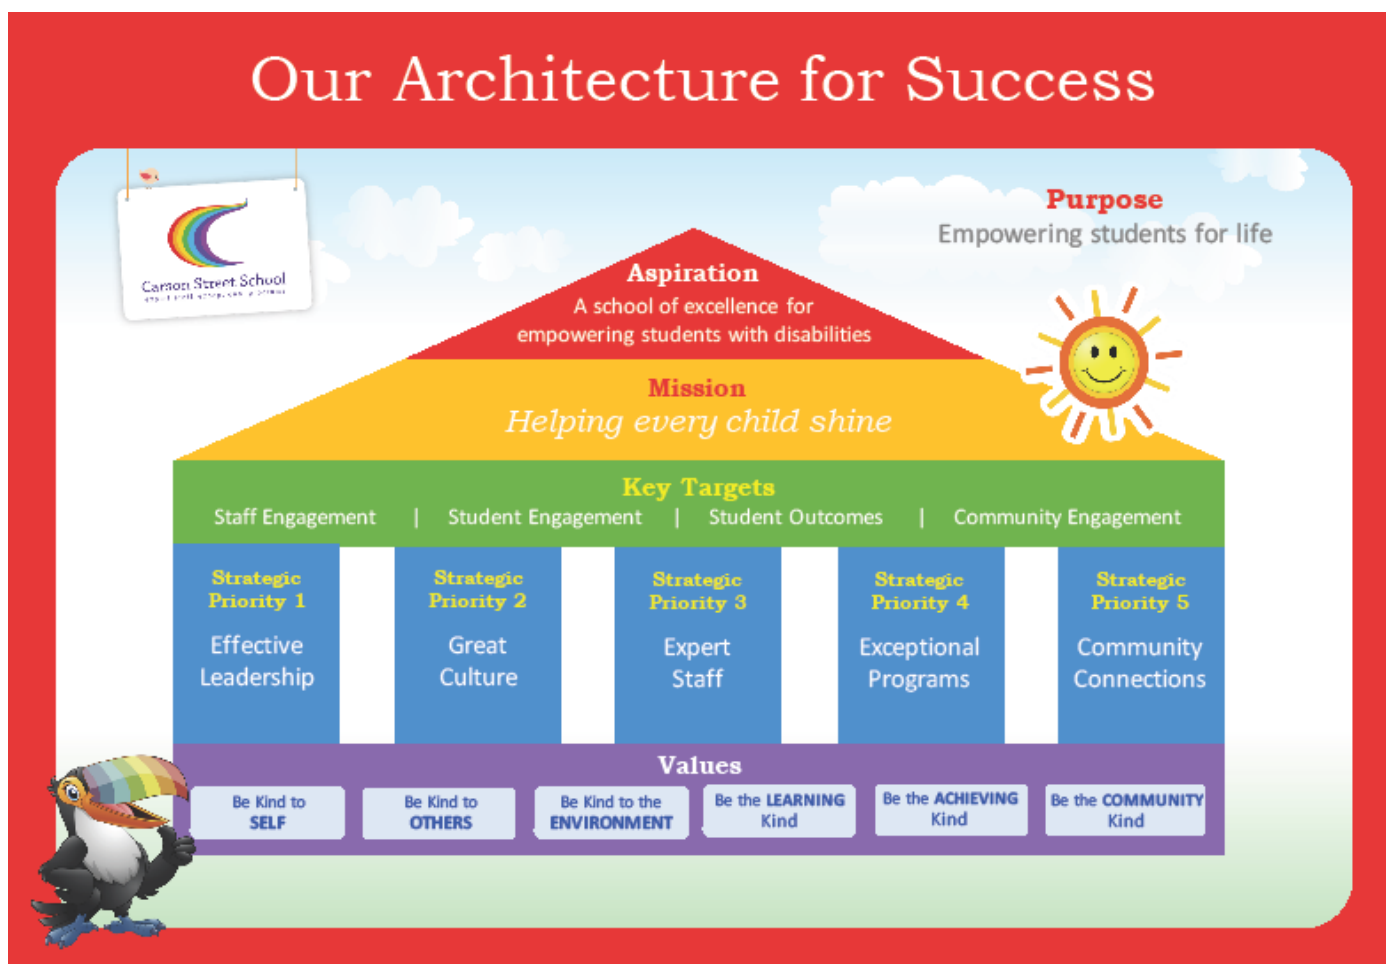 Our Architecture for Success
Carson Street School
Purpose
Empowering students for life
Aspiration
A school of excellence for
empowering students with disabilities
Mission
Helping every child shine
Key Targets
Staff Engagement | Student Engagement | Student Outcomes | Community Engagement
Strategic
Priority 1
Effective
Leadership
Strategic
Priority 2
Great
Culture
Strategic
Priority 3
Expert
Staff
Strategic
Priority 4
Exceptional
Programs
Strategic
Priority 5
Community
Connections
Values
Be Kind to
SELF
Be Kind to
OTHERS
Be Kind to the
ENVIRONMENT
Be the LEARNING
Kind
Be the ACHIEVING
Kind
Be the COMMUNITY
Kind